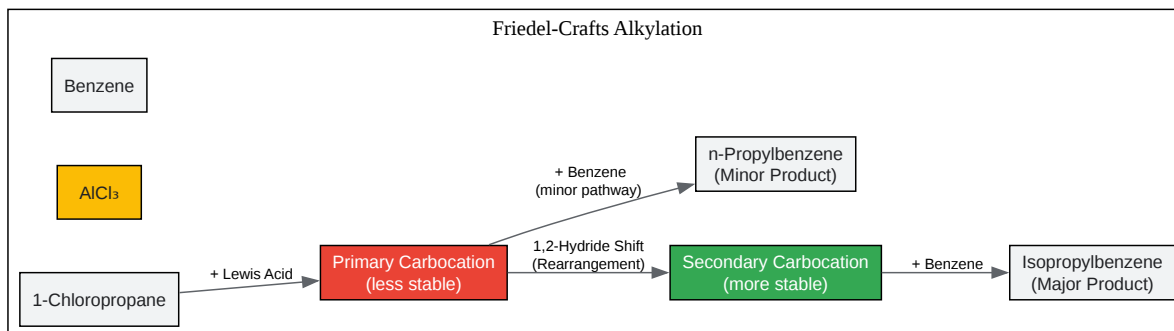 Friedel-Crafts Alkylation
Benzene
AlCl₃
1-Chloropropane
+ Lewis Acid
Primary Carbocation
(less stable)
+ Benzene
(minor pathway)
n-Propylbenzene
(Minor Product)
1,2-Hydride Shift
(Rearrangement)
Secondary Carbocation
(more stable)
+ Benzene
Isopropylbenzene
(Major Product)